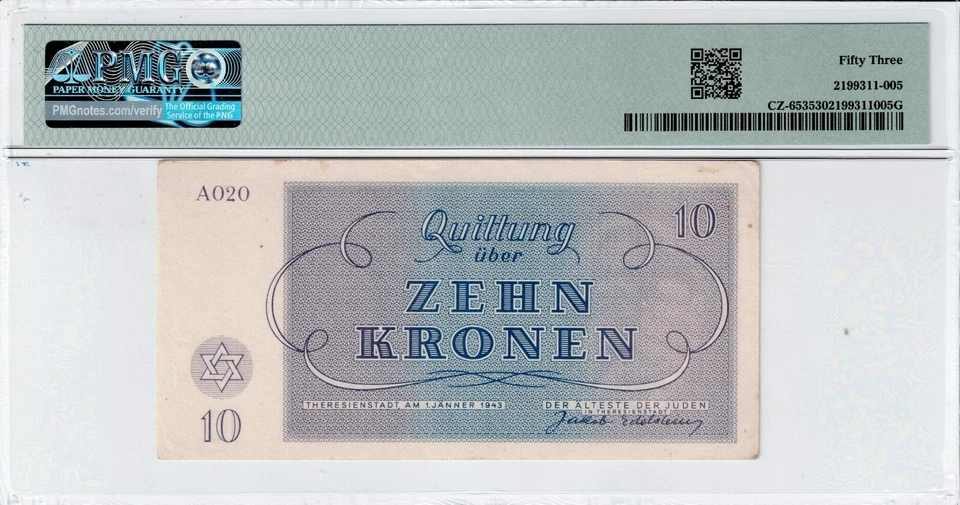 PMG
PAPER MONEY GUARANTY
PMGnotes.com/verify
The Official Grading
Service of the PNG
Fifty Three
2199311-005
CZ-6535302199311005G
A020
10
Quittung
über
ZEHN
KRONEN
THERESIENSTADT, AM 1. JÄNNER 1943
DER ÄLTESTE DER JUDEN
IN THERESIENSTADT
Jakob Edelstein
10